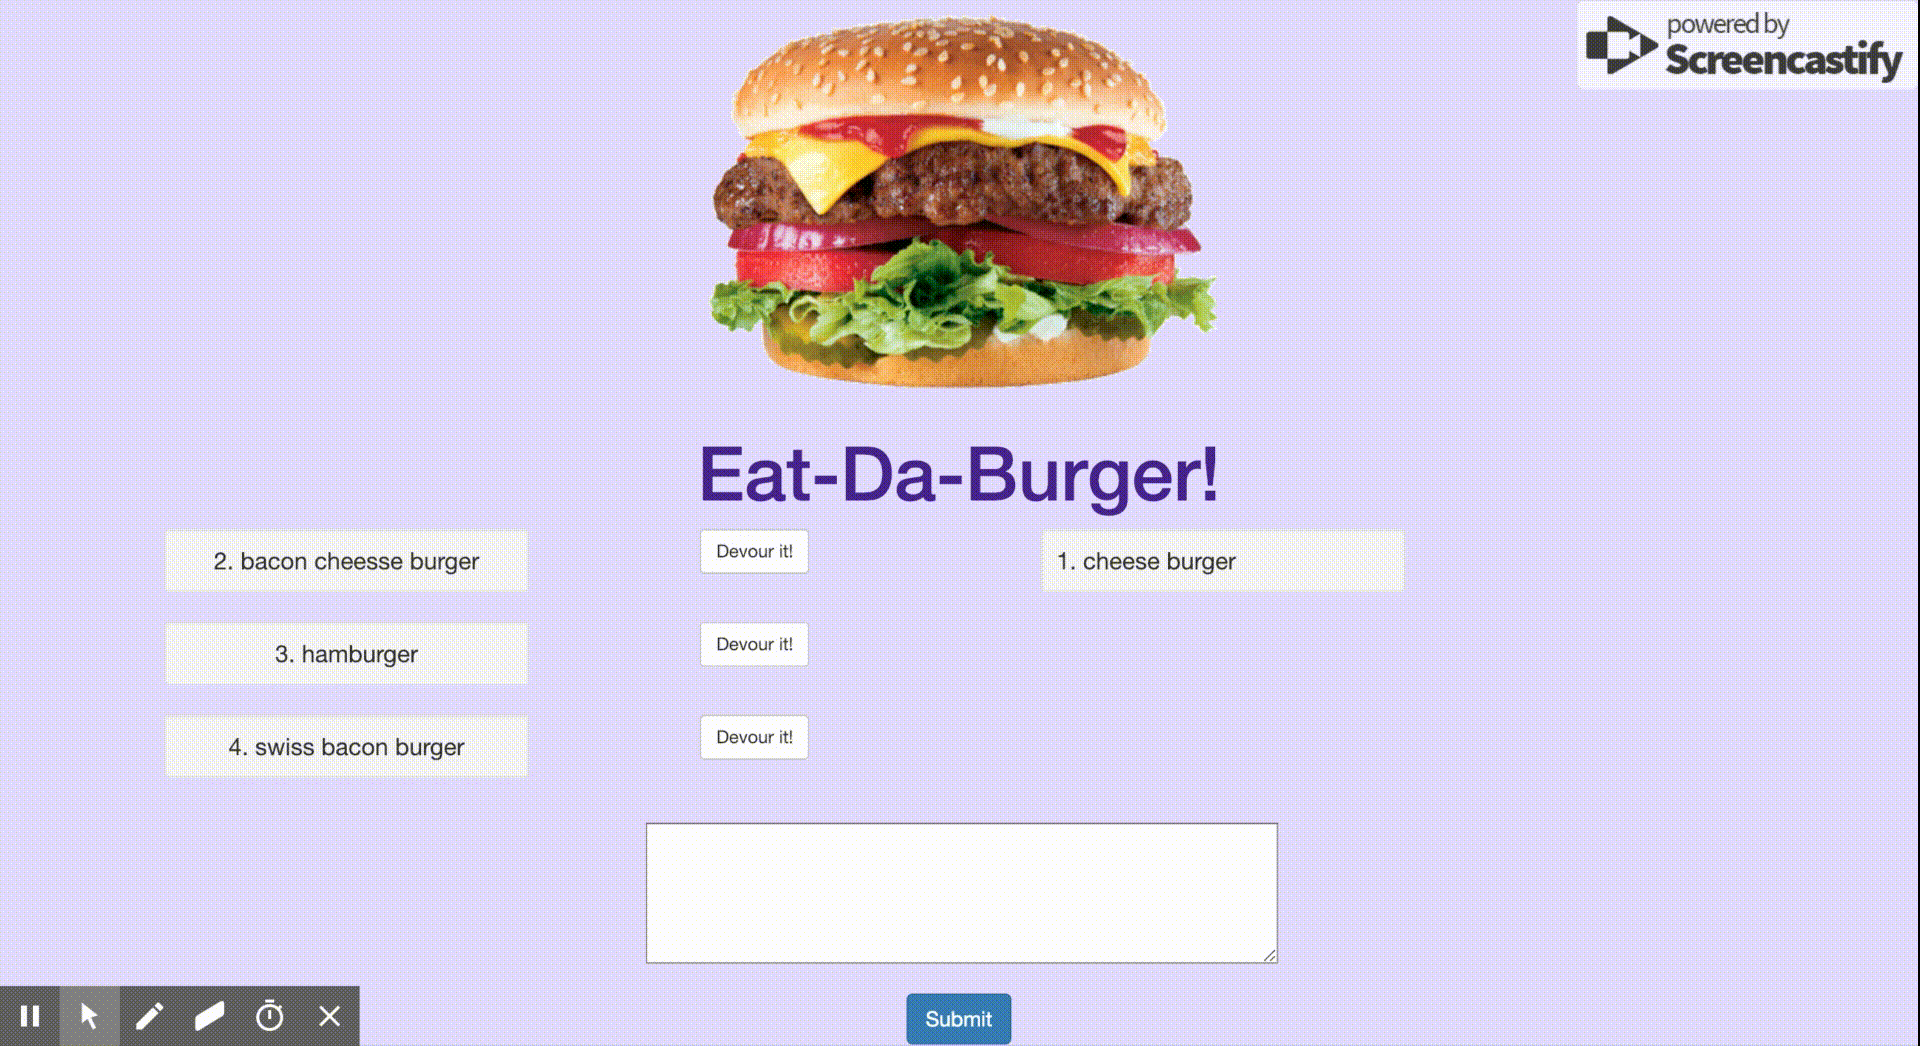 powered by
Screencastify
Eat-Da-Burger!
2. bacon cheesse burger
Devour it!
1. cheese burger
3. hamburger
Devour it!
4. swiss bacon burger
Devour it!
Submit